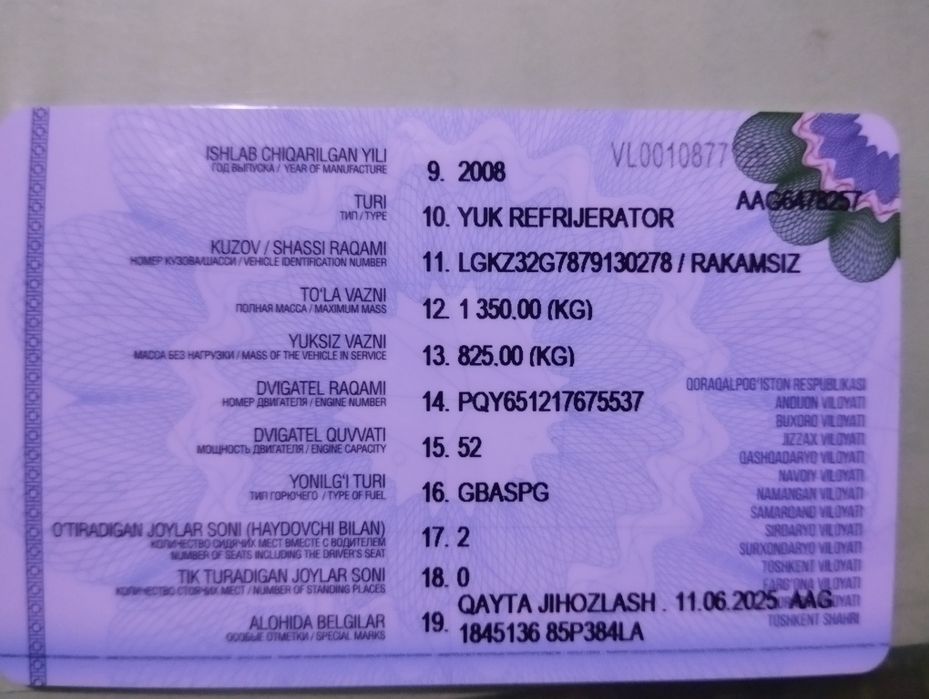 VL0010877
ISHLAB CHIQARILGAN YILI
ГОД ВЫПУСКА / YEAR OF MANUFACTURE
9. 2008
AAG6478257
TURI
ТИП / TYPE
10. YUK REFRIJERATOR
KUZOV / SHASSI RAQAMI
НОМЕР КУЗОВА/ШАССИ / VEHICLE IDENTIFICATION NUMBER
11. LGKZ32G7879130278 / RAKAMSIZ
TO'LA VAZNI
ПОЛНАЯ МАССА / MAXIMUM MASS
12. 1 350.00 (KG)
YUKSIZ VAZNI
МАССА БЕЗ НАГРУЗКИ / MASS OF THE VEHICLE IN SERVICE
13. 825.00 (KG)
DVIGATEL RAQAMI
НОМЕР ДВИГАТЕЛЯ / ENGINE NUMBER
14. PQY651217675537
DVIGATEL QUVVATI
МОЩНОСТЬ ДВИГАТЕЛЯ / ENGINE CAPACITY
15. 52
YONILG'I TURI
ТИП ГОРЮЧЕГО / TYPE OF FUEL
16. GBASPG
O'TIRADIGAN JOYLAR SONI (HAYDOVCHI BILAN)
КОЛИЧЕСТВО СИДЯЧИХ МЕСТ ВМЕСТЕ С ВОДИТЕЛЕМ
NUMBER OF SEATS INCLUDING THE DRIVER'S SEAT
17. 2
TIK TURADIGAN JOYLAR SONI
КОЛИЧЕСТВО СТОЯЧИХ МЕСТ / NUMBER OF STANDING PLACES
18. 0
ALOHIDA BELGILAR
ОСОБЫЕ ОТМЕТКИ / SPECIAL MARKS
19. QAYTA JIHOZLASH . 11.06.2025 AAG
1845136 85P384LA
QORAQALPOG'ISTON RESPUBLIKASI
ANDIJON VILOYATI
BUXORO VILOYATI
JIZZAX VILOYATI
QASHQADARYO VILOYATI
NAVOIY VILOYATI
NAMANGAN VILOYATI
SAMARQAND VILOYATI
SIRDARYO VILOYATI
SURXONDARYO VILOYATI
TOSHKENT VILOYATI
FARG'ONA VILOYATI
TOSHKENT SHAHRI